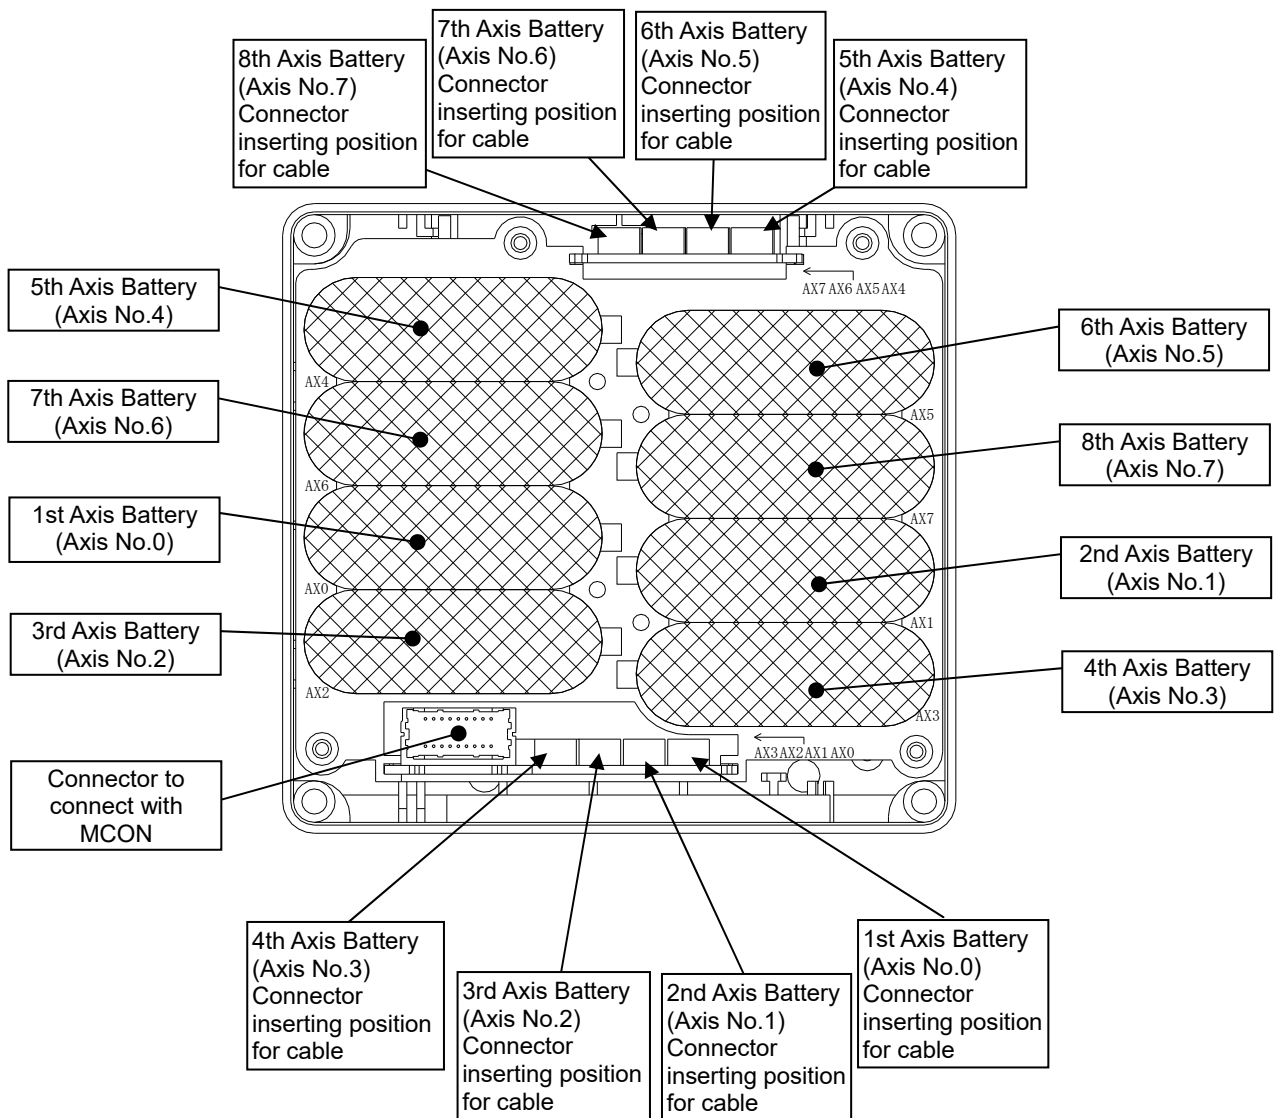 8th Axis Battery
(Axis No.7)
Connector
inserting position
for cable
7th Axis Battery
(Axis No.6)
Connector
inserting position
for cable
6th Axis Battery
(Axis No.5)
Connector
inserting position
for cable
5th Axis Battery
(Axis No.4)
Connector
inserting position
for cable
AX7 AX6 AX5 AX4
5th Axis Battery
(Axis No.4)
AX4
7th Axis Battery
(Axis No.6)
AX6
1st Axis Battery
(Axis No.0)
AX0
3rd Axis Battery
(Axis No.2)
AX2
6th Axis Battery
(Axis No.5)
AX5
8th Axis Battery
(Axis No.7)
AX7
2nd Axis Battery
(Axis No.1)
AX1
4th Axis Battery
(Axis No.3)
AX3
AX3 AX2 AX1 AX0
Connector to
connect with
MCON
4th Axis Battery
(Axis No.3)
Connector
inserting position
for cable
3rd Axis Battery
(Axis No.2)
Connector
inserting position
for cable
2nd Axis Battery
(Axis No.1)
Connector
inserting position
for cable
1st Axis Battery
(Axis No.0)
Connector
inserting position
for cable